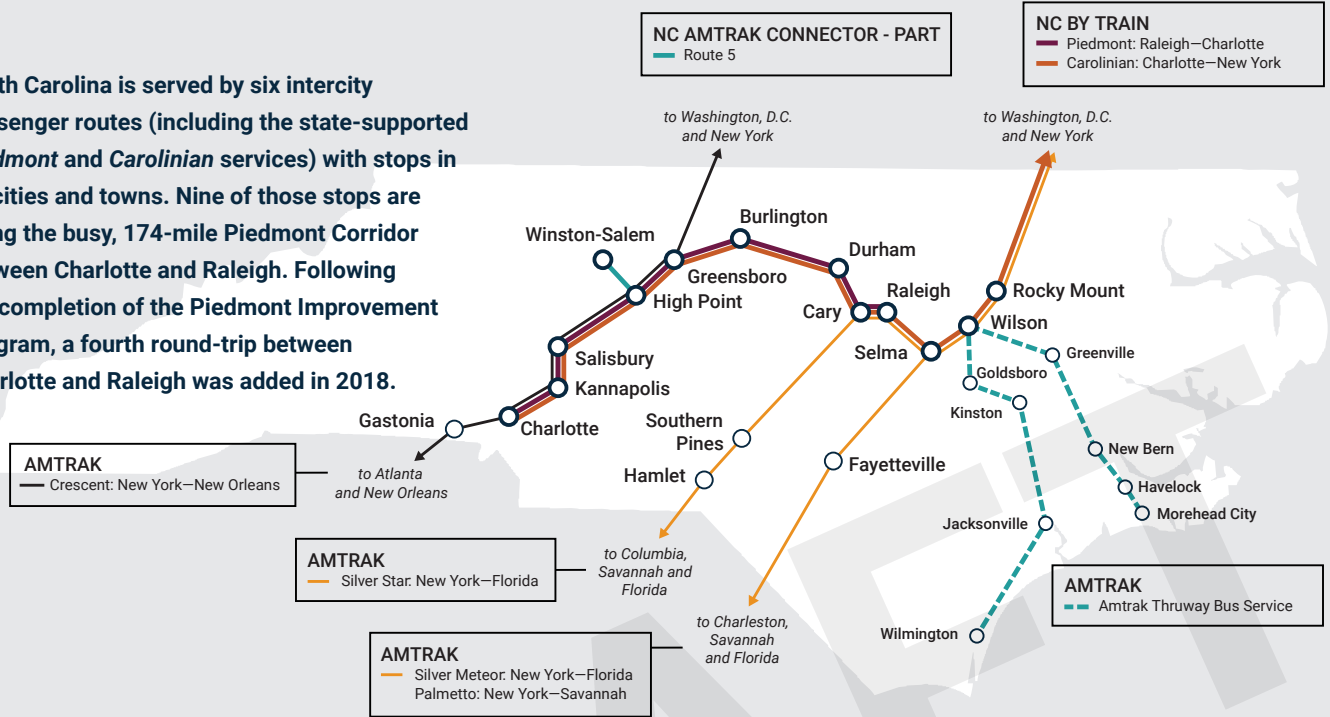 th Carolina is served by six intercity
senger routes (including the state-supported
dmont and Carolinian services) with stops in
cities and towns. Nine of those stops are
g the busy, 174-mile Piedmont Corridor
ween Charlotte and Raleigh. Following
completion of the Piedmont Improvement
gram, a fourth round-trip between
rlotte and Raleigh was added in 2018.
NC AMTRAK CONNECTOR - PART
Route 5
NC BY TRAIN
Piedmont: Raleigh—Charlotte
Carolinian: Charlotte—New York
to Washington, D.C.
and New York
to Washington, D.C.
and New York
Winston-Salem
Burlington
Greensboro
High Point
Durham
Cary
Raleigh
Selma
Rocky Mount
Wilson
Greenville
Goldsboro
Kinston
Salisbury
Kannapolis
Charlotte
Gastonia
Southern
Pines
Hamlet
Fayetteville
New Bern
Havelock
Morehead City
Jacksonville
Wilmington
AMTRAK
Crescent: New York—New Orleans
to Atlanta
and New Orleans
AMTRAK
Silver Star: New York—Florida
to Columbia,
Savannah and
Florida
AMTRAK
Silver Meteor: New York—Florida
Palmetto: New York—Savannah
to Charleston,
Savannah
and Florida
AMTRAK
Amtrak Thruway Bus Service